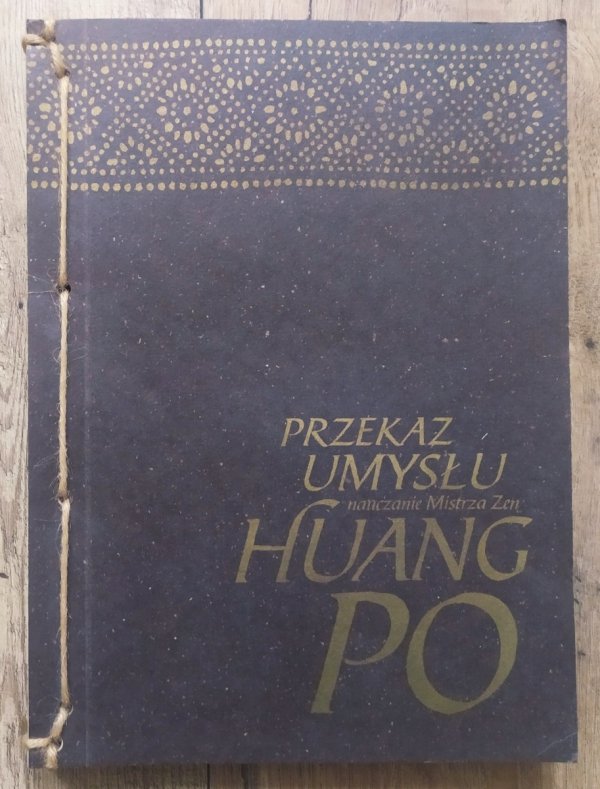 PRZEKAZ
UMYSŁU
nauczanie Mistrza Zen
HUANG
PO